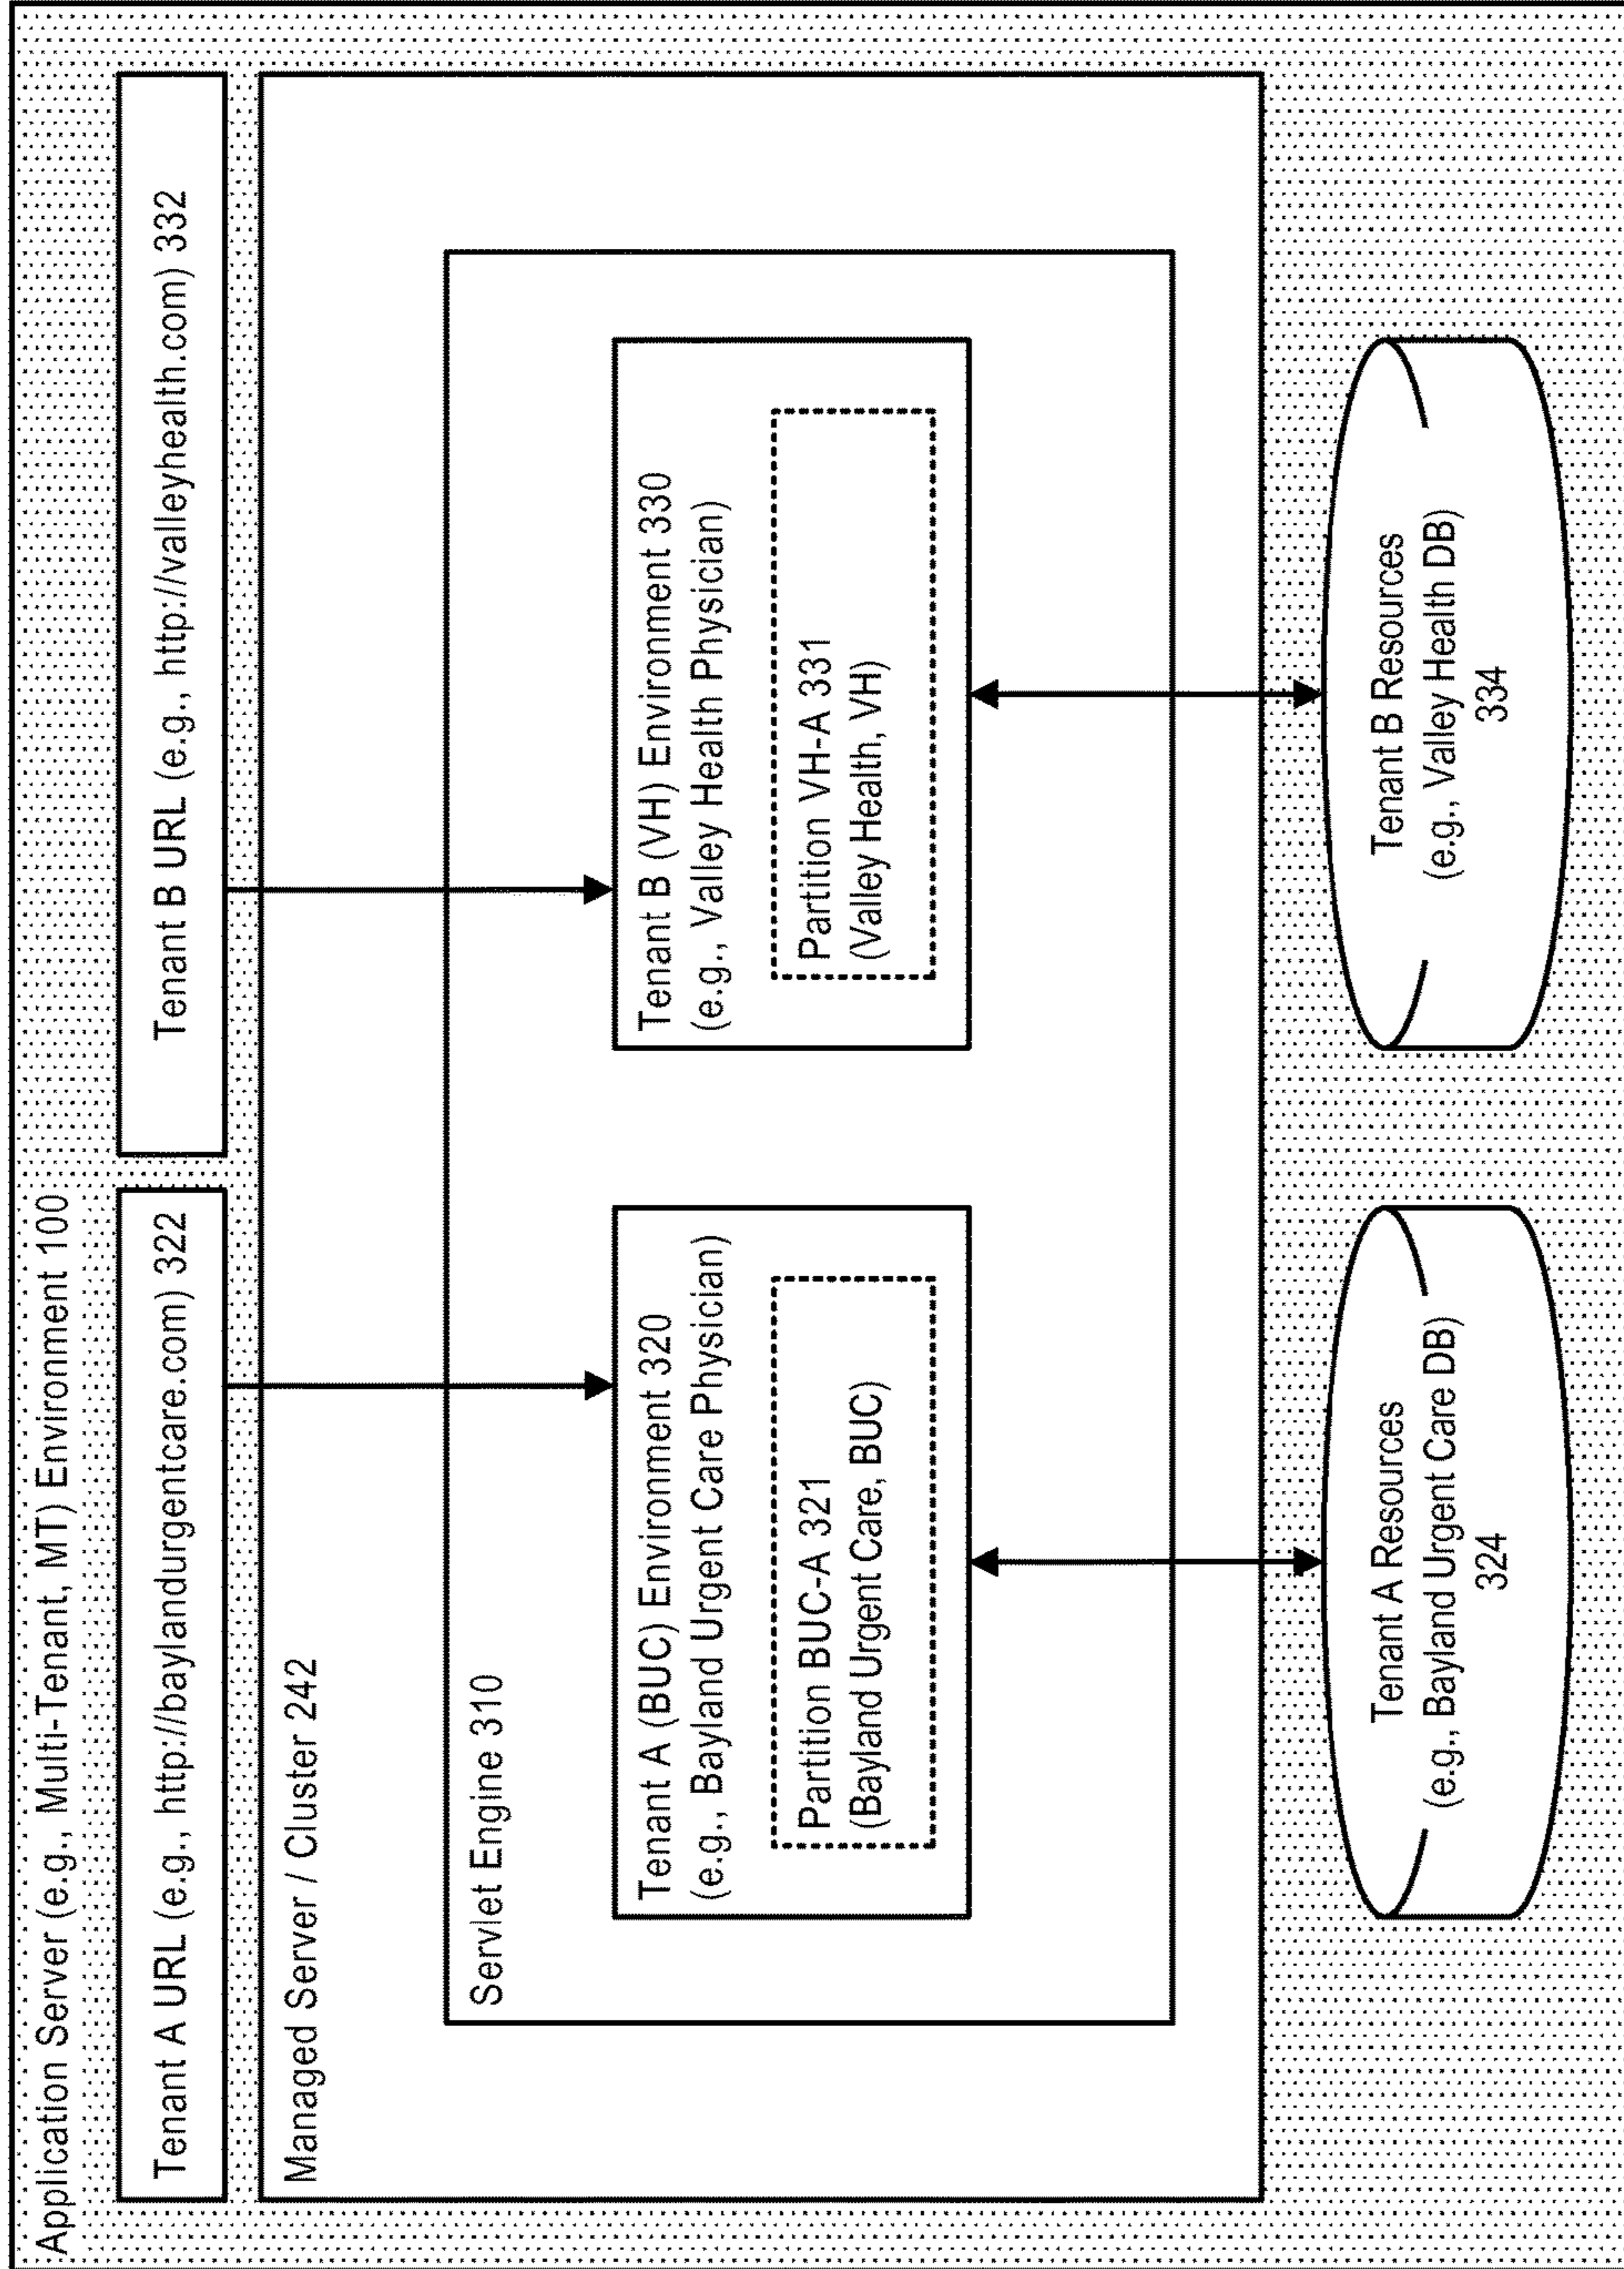 Application Server (e.g., Multi-Tenant, MT) Environment 100
Tenant A URL (e.g., http://baylandurgentcare.com) 322
Tenant B URL (e.g., http://valleyhealth.com) 332
Managed Server / Cluster 242
Servlet Engine 310
Tenant A (BUC) Environment 320
(e.g., Bayland Urgent Care Physician)
Partition BUC-A 321
(Bayland Urgent Care, BUC)
Tenant B (VH) Environment 330
(e.g., Valley Health Physician)
Partition VH-A 331
(Valley Health, VH)
Tenant A Resources
(e.g., Bayland Urgent Care DB)
324
Tenant B Resources
(e.g., Valley Health DB)
334